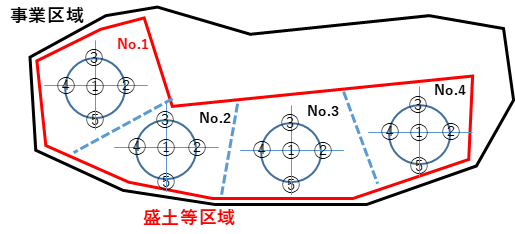 事業区域
No.1
③
④ ① ②
⑤
No.2
③
④ ① ②
⑤
No.3
③
④ ① ②
⑤
No.4
③
④ ① ②
⑤
盛土等区域